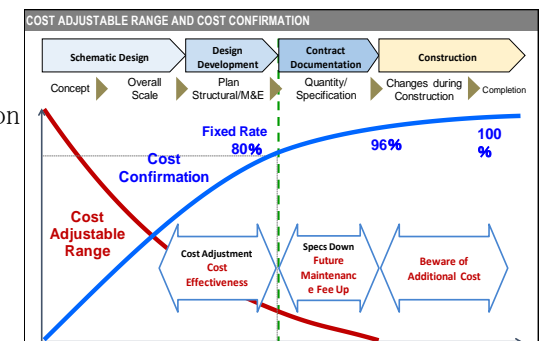 COST ADJUSTABLE RANGE AND COST CONFIRMATION
Schematic Design
Design
Development
Contract
Documentation
Construction
Concept
Overall
Scale
Plan
Structural/M&E
Quantity/
Specification
Changes during
Construction
Completion
on
Fixed Rate
80%
96%
100
%
Cost
Confirmation
Cost
Adjustable
Range
Cost Adjustment
Cost
Effectiveness
Specs Down
Future
Maintenanc
e Fee Up
Beware of
Additional Cost